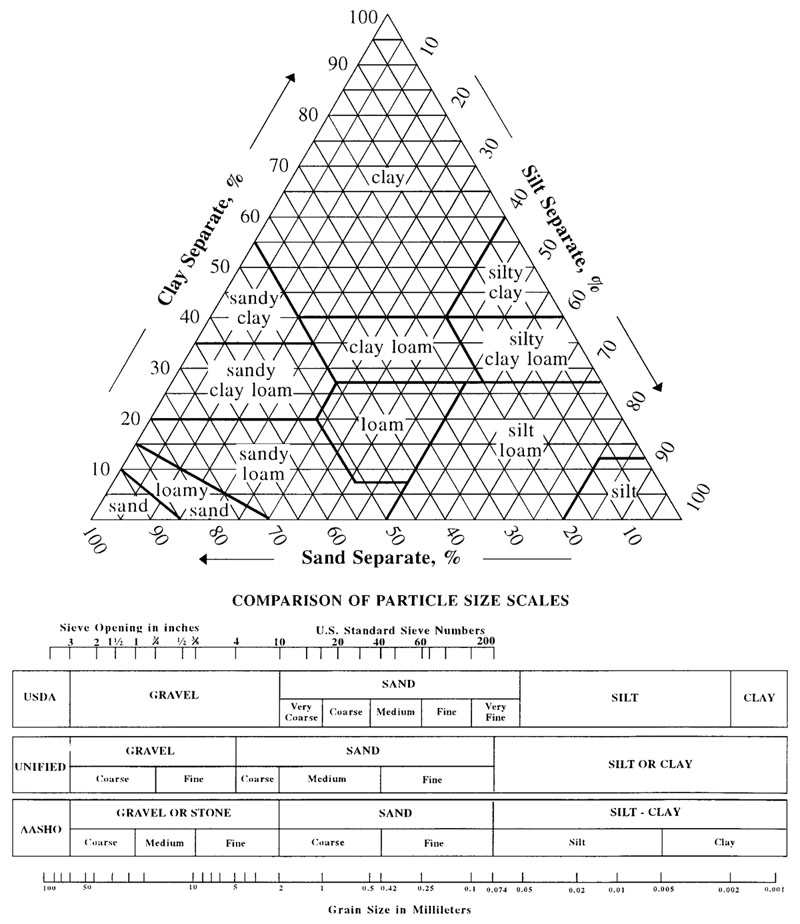 100
90
80
70
60
50
40
30
20
10
10
20
30
40
50
60
70
80
90
100
Clay Separate, %
Silt Separate, %
clay
silty
clay
sandy
clay
clay loam
silty
clay loam
sandy
clay loam
loam
silt
loam
sandy
loam
loamy
sand
sand
silt
100
90
80
70
60
50
40
30
20
10
Sand Separate, %
COMPARISON OF PARTICLE SIZE SCALES
Sieve Opening in inches
U.S. Standard Sieve Numbers
3 2 1½ 1 ¾ ½ ⅜ 4 10 20 40 60 200
USDA GRAVEL SAND SILT CLAY
Very Coarse Coarse Medium Fine Very Fine
UNIFIED GRAVEL SAND SILT OR CLAY
Coarse Fine Coarse Medium Fine
AASHO GRAVEL OR STONE SAND SILT - CLAY
Coarse Medium Fine Coarse Fine Silt Clay
100 50 10 5 2 1 0.5 0.42 0.25 0.1 0.074 0.05 0.02 0.01 0.005 0.002 0.001
Grain Size in Millileters